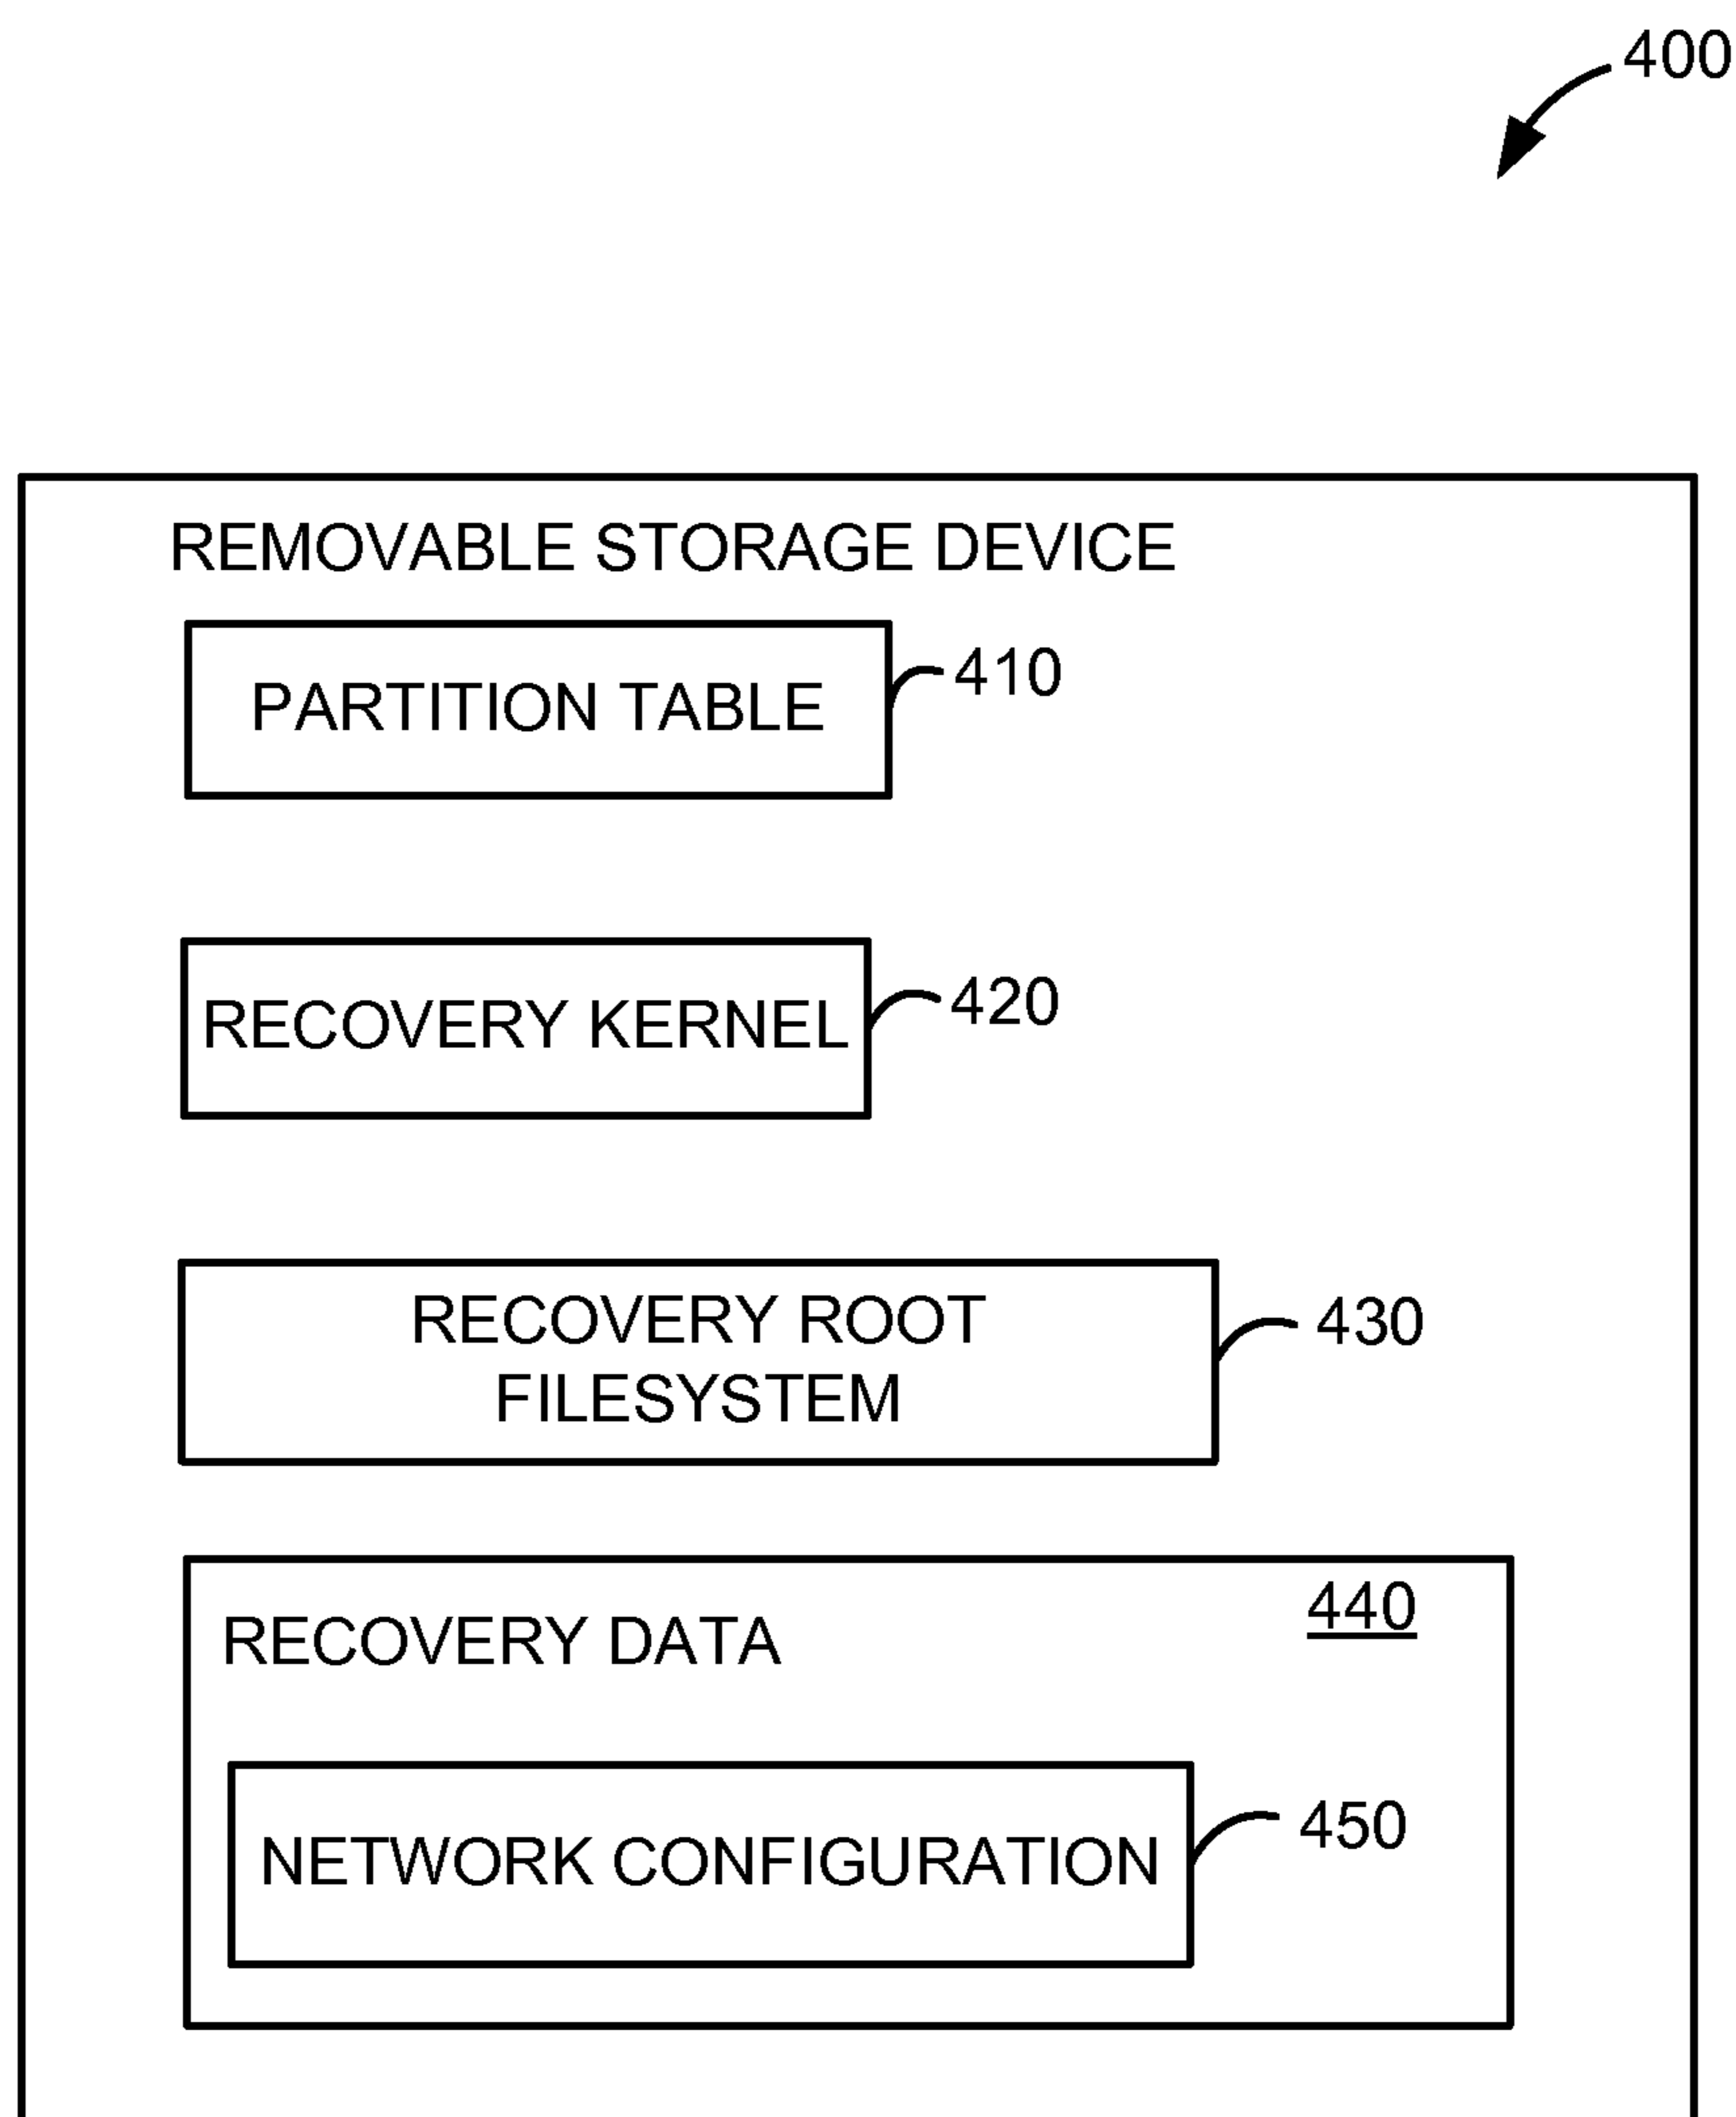 400
REMOVABLE STORAGE DEVICE
PARTITION TABLE
410
RECOVERY KERNEL
420
RECOVERY ROOT
FILESYSTEM
430
440
RECOVERY DATA
NETWORK CONFIGURATION
450